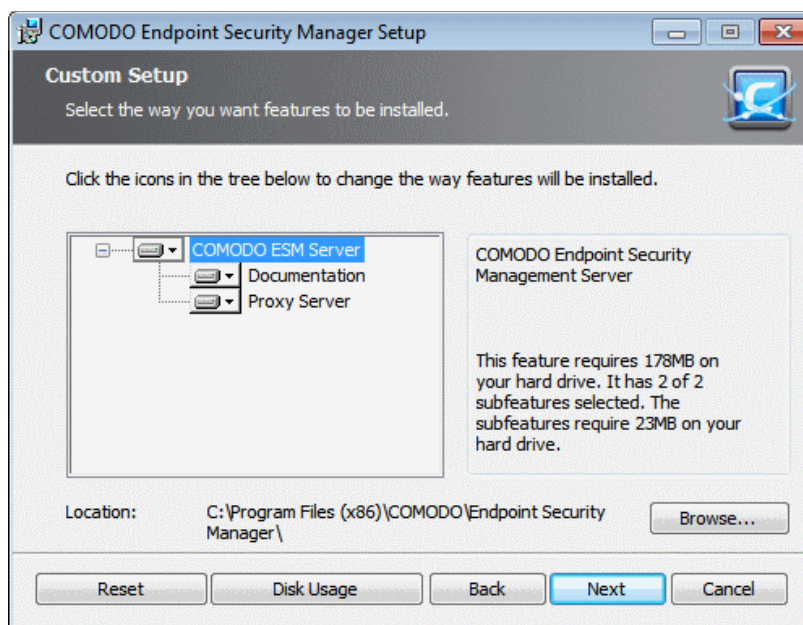 COMODO Endpoint Security Manager Setup
Custom Setup
Select the way you want features to be installed.
Click the icons in the tree below to change the way features will be installed.
COMODO ESM Server
Documentation
Proxy Server
COMODO Endpoint Security
Management Server
This feature requires 178MB on
your hard drive. It has 2 of 2
subfeatures selected. The
subfeatures require 23MB on your
hard drive.
Location: C:\Program Files (x86)\COMODO\Endpoint Security
Manager\
Browse...
Reset Disk Usage Back Next Cancel